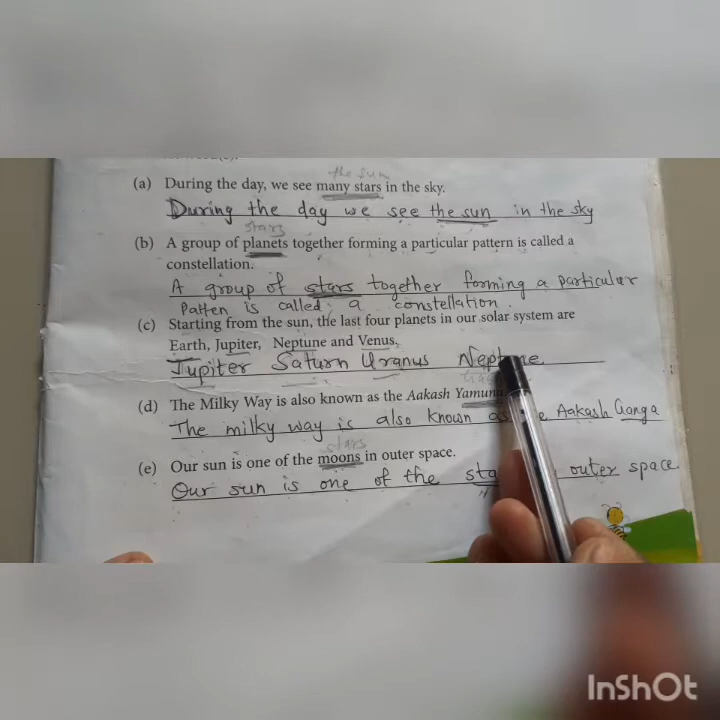 the sun
(a) During the day, we see many stars in the sky.
During the day we see the sun in the sky
stars
(b) A group of planets together forming a particular pattern is called a
constellation.
A group of stars together forming a particular
Patten is called a constellation.
(c) Starting from the sun, the last four planets in our solar system are
Earth, Jupiter, Neptune and Venus,
Jupiter Saturn Uranus Neptune
(d) The Milky Way is also known as the Aakash Yamuna
The milky way is also known as Aakash Ganga
stars
(e) Our sun is one of the moons in outer space.
Our sun is one of the sta outer space
InShOt